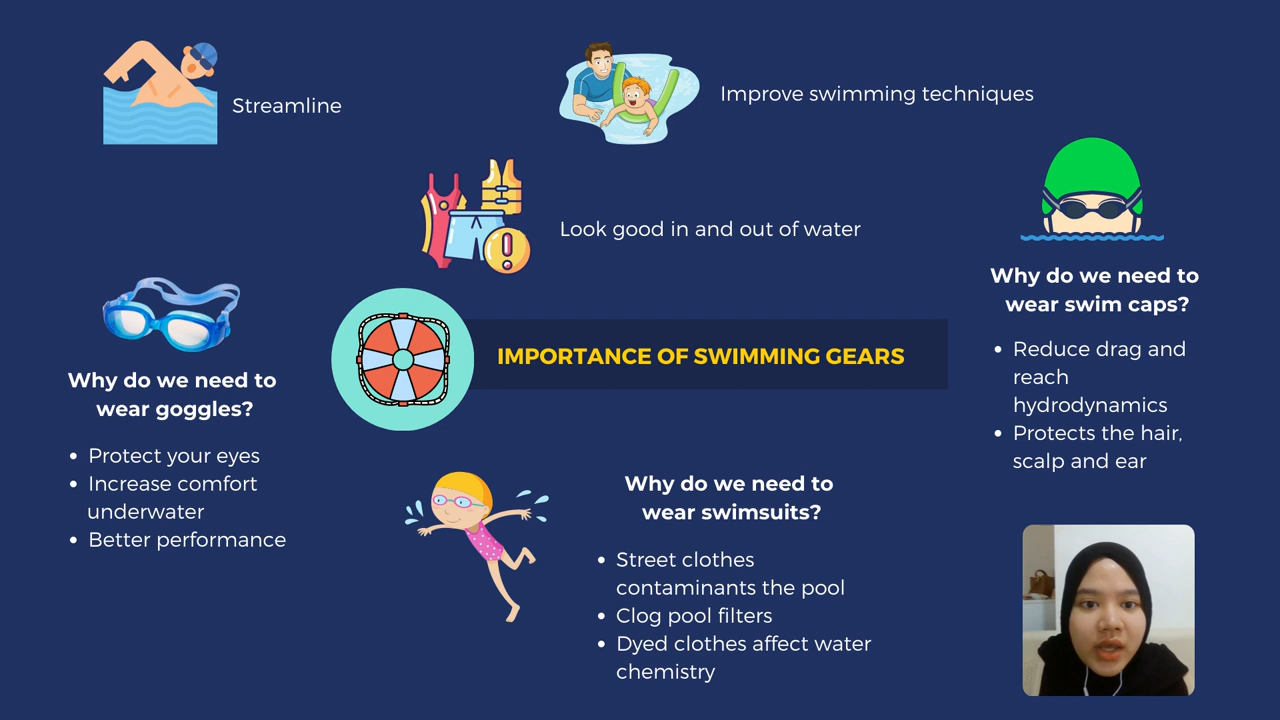 Streamline
Improve swimming techniques
Look good in and out of water
IMPORTANCE OF SWIMMING GEARS
Why do we need to
wear goggles?
• Protect your eyes
• Increase comfort
underwater
• Better performance
Why do we need to
wear swimsuits?
• Street clothes
contaminants the pool
• Clog pool filters
• Dyed clothes affect water
chemistry
Why do we need to
wear swim caps?
• Reduce drag and
reach
hydrodynamics
• Protects the hair,
scalp and ear